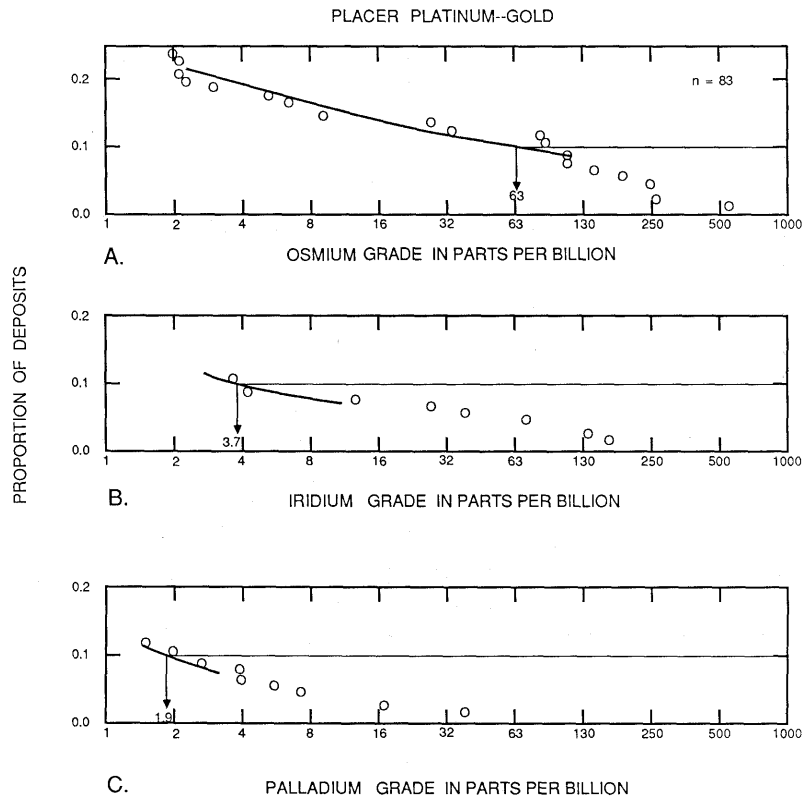 PLACER PLATINUM--GOLD
PROPORTION OF DEPOSITS
0.2
n = 83
0.1
63
0.0
1 2 4 8 16 32 63 130 250 500 1000
A.
OSMIUM GRADE IN PARTS PER BILLION
0.2
0.1
3.7
0.0
1 2 4 8 16 32 63 130 250 500 1000
B.
IRIDIUM GRADE IN PARTS PER BILLION
0.2
0.1
1.9
0.0
1 2 4 8 16 32 63 130 250 500 1000
C.
PALLADIUM GRADE IN PARTS PER BILLION